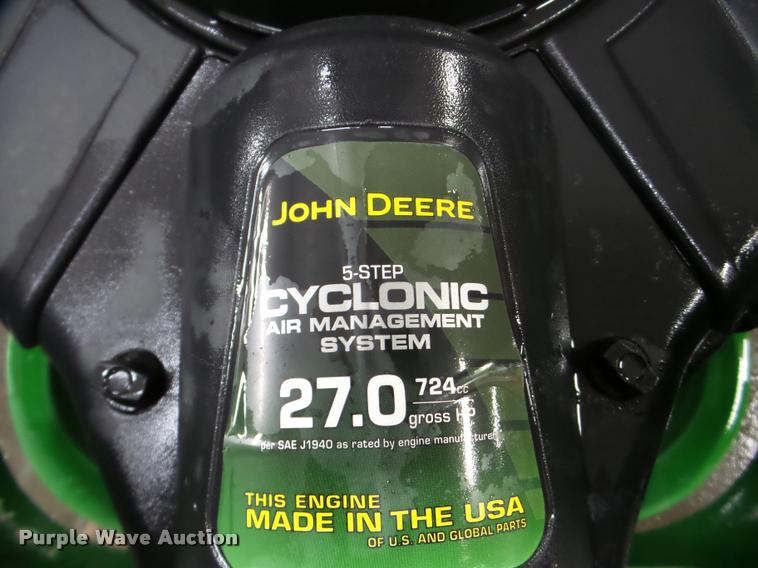 JOHN DEERE
5-STEP
CYCLONIC
AIR MANAGEMENT
SYSTEM
27.0 724cc
gross HP
per SAE J1940 as rated by engine manufacturer
THIS ENGINE
MADE IN THE USA
OF U.S. AND GLOBAL PARTS
Purple Wave Auction